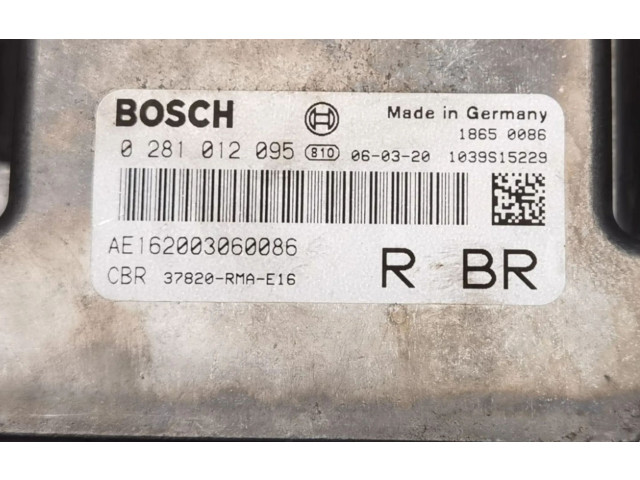 BOSCH
Made in Germany
1865 0086
0 281 012 095 810 06-03-20 1039S15229
AE162003060086
CBR 37820-RMA-E16
R BR